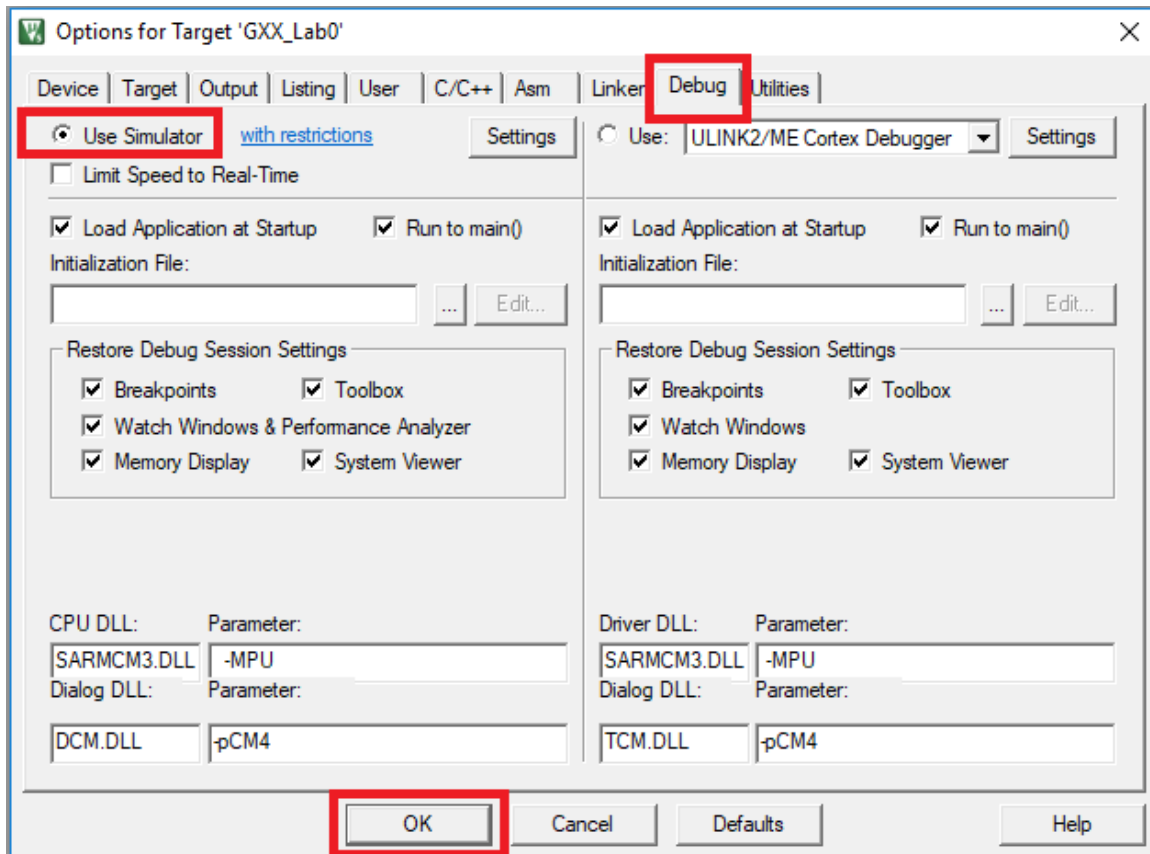 Options for Target 'GXX_Lab0'
Device Target Output Listing User C/C++ Asm Linker Debug Utilities
Use Simulator with restrictions Settings
Limit Speed to Real-Time
Load Application at Startup Run to main()
Initialization File:
... Edit...
Restore Debug Session Settings
Breakpoints Toolbox
Watch Windows & Performance Analyzer
Memory Display System Viewer
CPU DLL: Parameter:
SARMCM3.DLL -MPU
Dialog DLL: Parameter:
DCM.DLL -pCM4
Use: ULINK2/ME Cortex Debugger Settings
Load Application at Startup Run to main()
Initialization File:
... Edit...
Restore Debug Session Settings
Breakpoints Toolbox
Watch Windows
Memory Display System Viewer
Driver DLL: Parameter:
SARMCM3.DLL -MPU
Dialog DLL: Parameter:
TCM.DLL -pCM4
OK Cancel Defaults Help